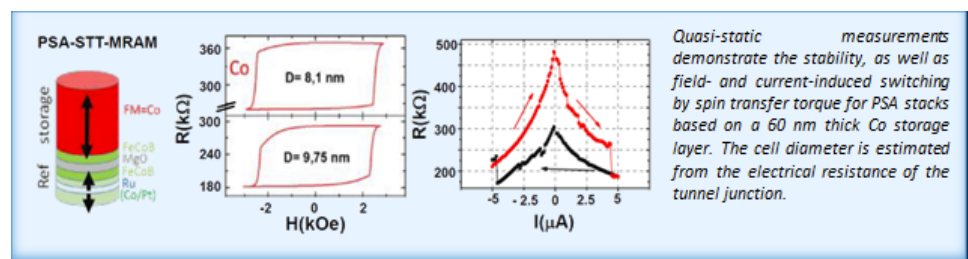 PSA-STT-MRAM
storage
Ref
FM=Co
FeCoB
MgO
FeCoB
Ru
(Co/Pt)
360
300
Co
D= 8,1 nm
R(kΩ)
300
240
180
D= 9,75 nm
-2 0 2
H(kOe)
500
400
300
200
R(kΩ)
-5 -2.5 0 2.5 5
I(μA)
Quasi-static measurements
demonstrate the stability, as well as
field- and current-induced switching
by spin transfer torque for PSA stacks
based on a 60 nm thick Co storage
layer. The cell diameter is estimated
from the electrical resistance of the
tunnel junction.